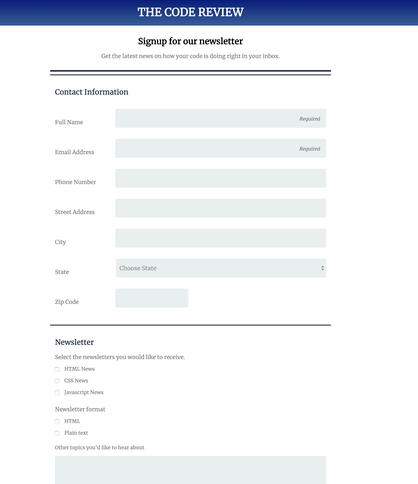 THE CODE REVIEW
Signup for our newsletter
Get the latest news on how your code is doing right in your inbox.
Contact Information
Full Name
Required
Email Address
Required
Phone Number
Street Address
City
State
Choose State
Zip Code
Newsletter
Select the newsletters you would like to receive.
HTML News
CSS News
Javascript News
Newsletter format
HTML
Plain text
Other topics you'd like to hear about